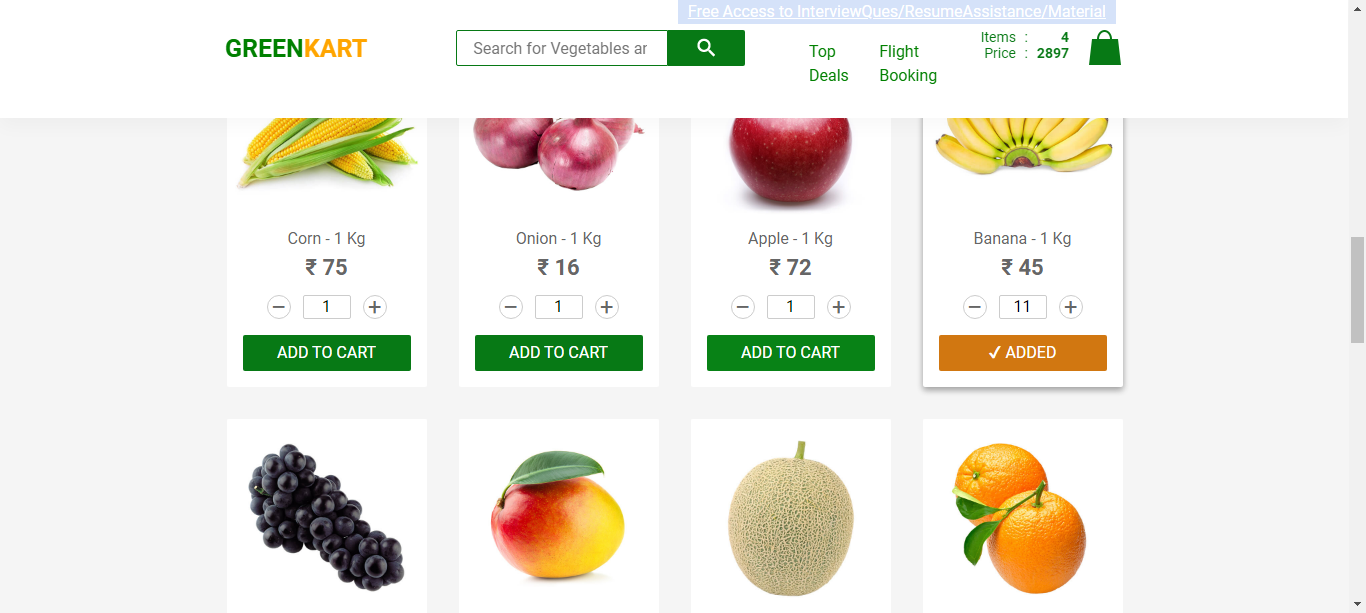 Free Access to InterviewQues/ResumeAssistance/Material
GREENKART
Search for Vegetables ar
Top
Deals
Flight
Booking
Items : 4
Price : 2897
Corn - 1 Kg
₹ 75
− 1 +
ADD TO CART
Onion - 1 Kg
₹ 16
− 1 +
ADD TO CART
Apple - 1 Kg
₹ 72
− 1 +
ADD TO CART
Banana - 1 Kg
₹ 45
− 11 +
✓ ADDED